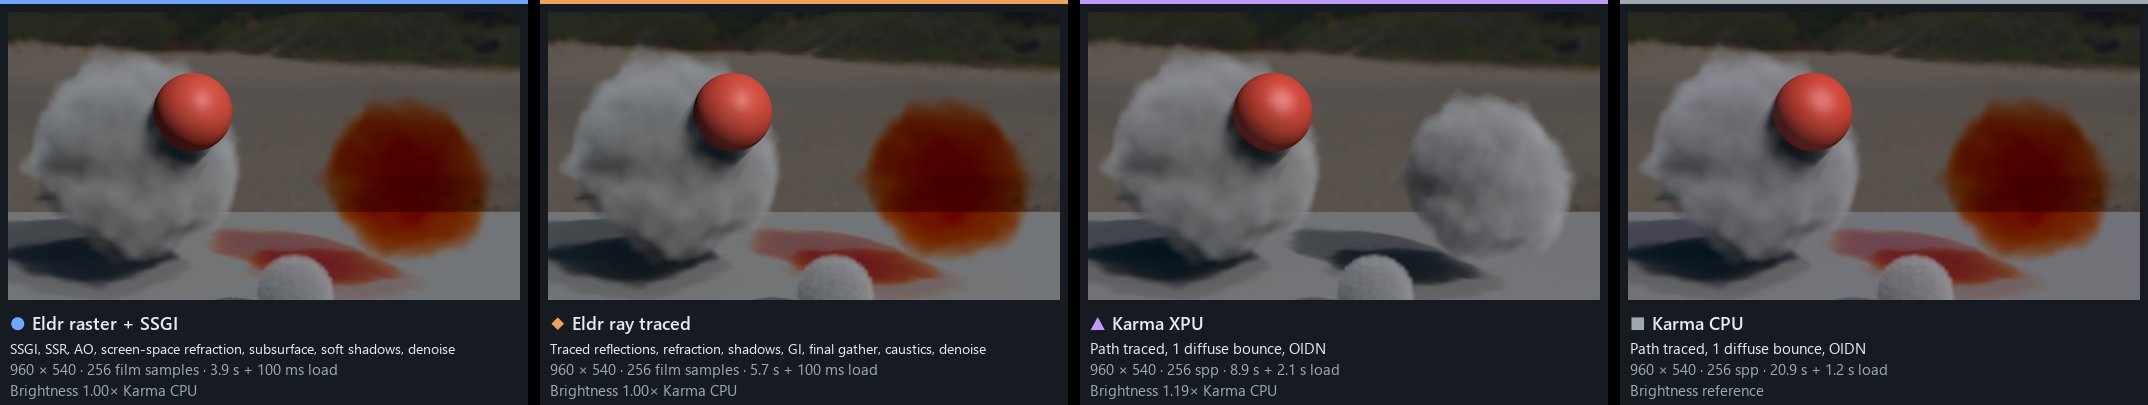 Eldr raster + SSGI
SSGI, SSR, AO, screen-space refraction, subsurface, soft shadows, denoise
960 × 540 · 256 film samples · 3.9 s + 100 ms load
Brightness 1.00× Karma CPU
Eldr ray traced
Traced reflections, refraction, shadows, GI, final gather, caustics, denoise
960 × 540 · 256 film samples · 5.7 s + 100 ms load
Brightness 1.00× Karma CPU
Karma XPU
Path traced, 1 diffuse bounce, OIDN
960 × 540 · 256 spp · 8.9 s + 2.1 s load
Brightness 1.19× Karma CPU
Karma CPU
Path traced, 1 diffuse bounce, OIDN
960 × 540 · 256 spp · 20.9 s + 1.2 s load
Brightness reference